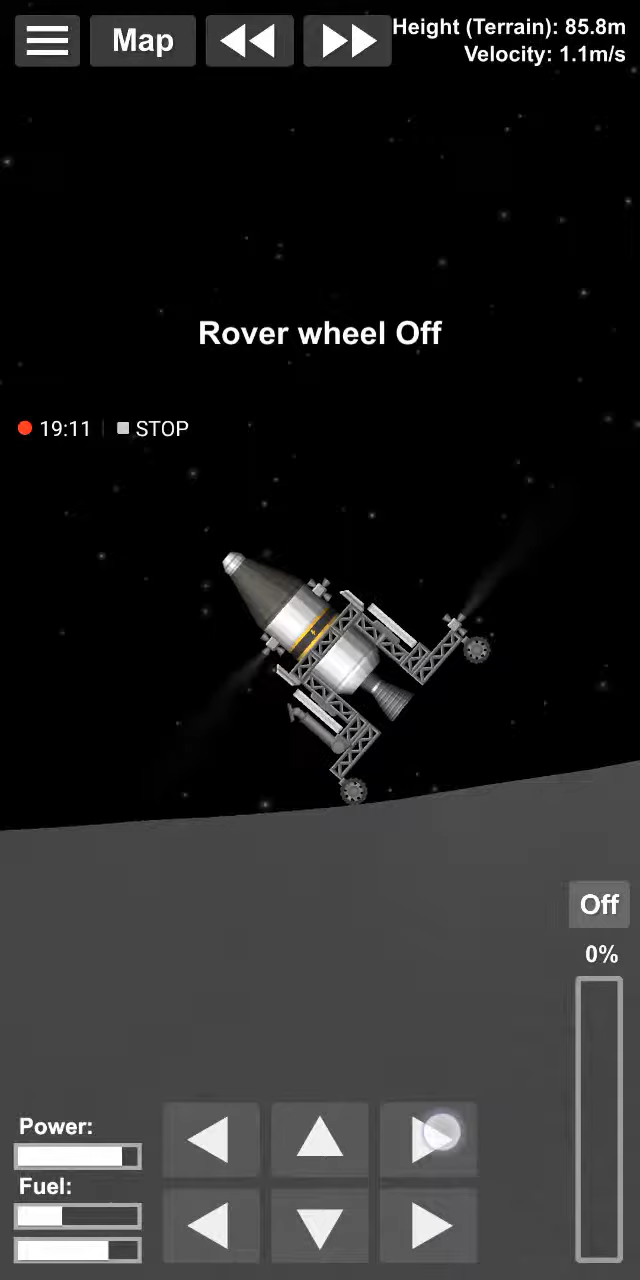 Map
Height (Terrain): 85.8m
Velocity: 1.1m/s
Rover wheel Off
19:11 STOP
Off
0%
Power:
Fuel: